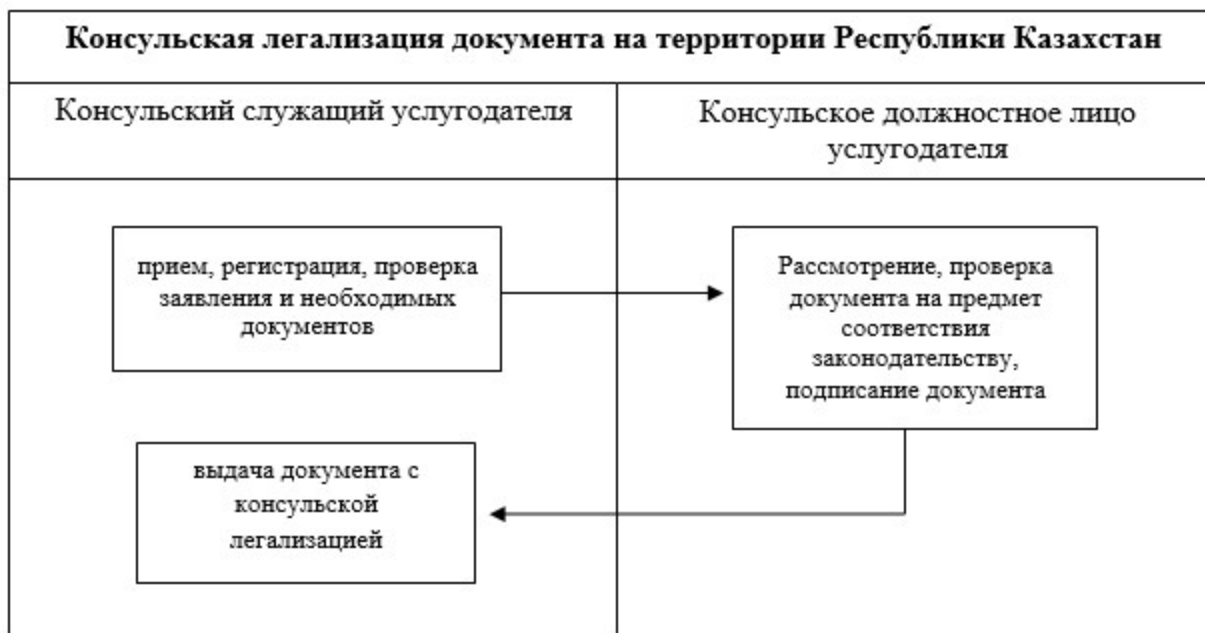 Консульская легализация документа на территории Республики Казахстан
Консульский служащий услугодателя
Консульское должностное лицо
услугодателя
прием, регистрация, проверка
заявления и необходимых
документов
Рассмотрение, проверка
документа на предмет
соответствия
законодательству,
подписание документа
выдача документа с
консульской
легализацией